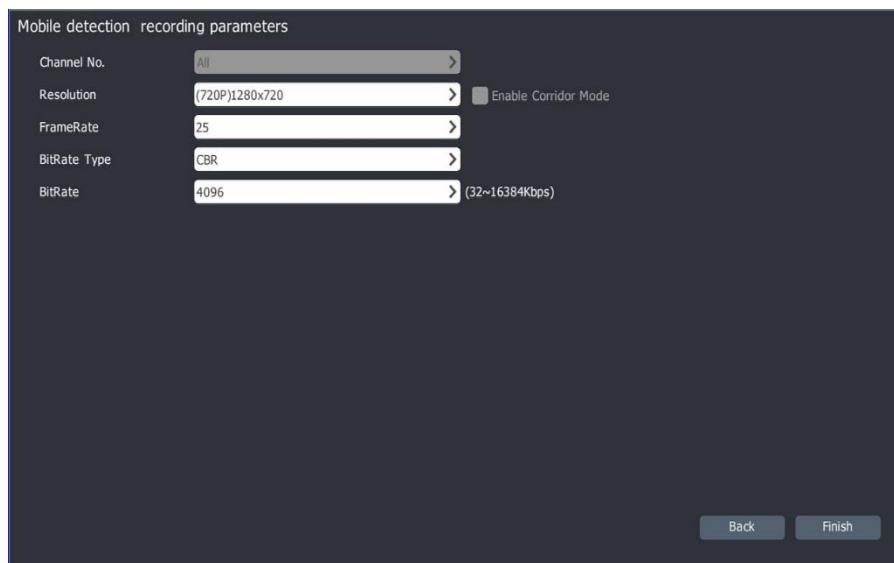 Mobile detection recording parameters
Channel No. All
Resolution (720P)1280x720 Enable Corridor Mode
FrameRate 25
BitRate Type CBR
BitRate 4096 (32~16384Kbps)
Back Finish